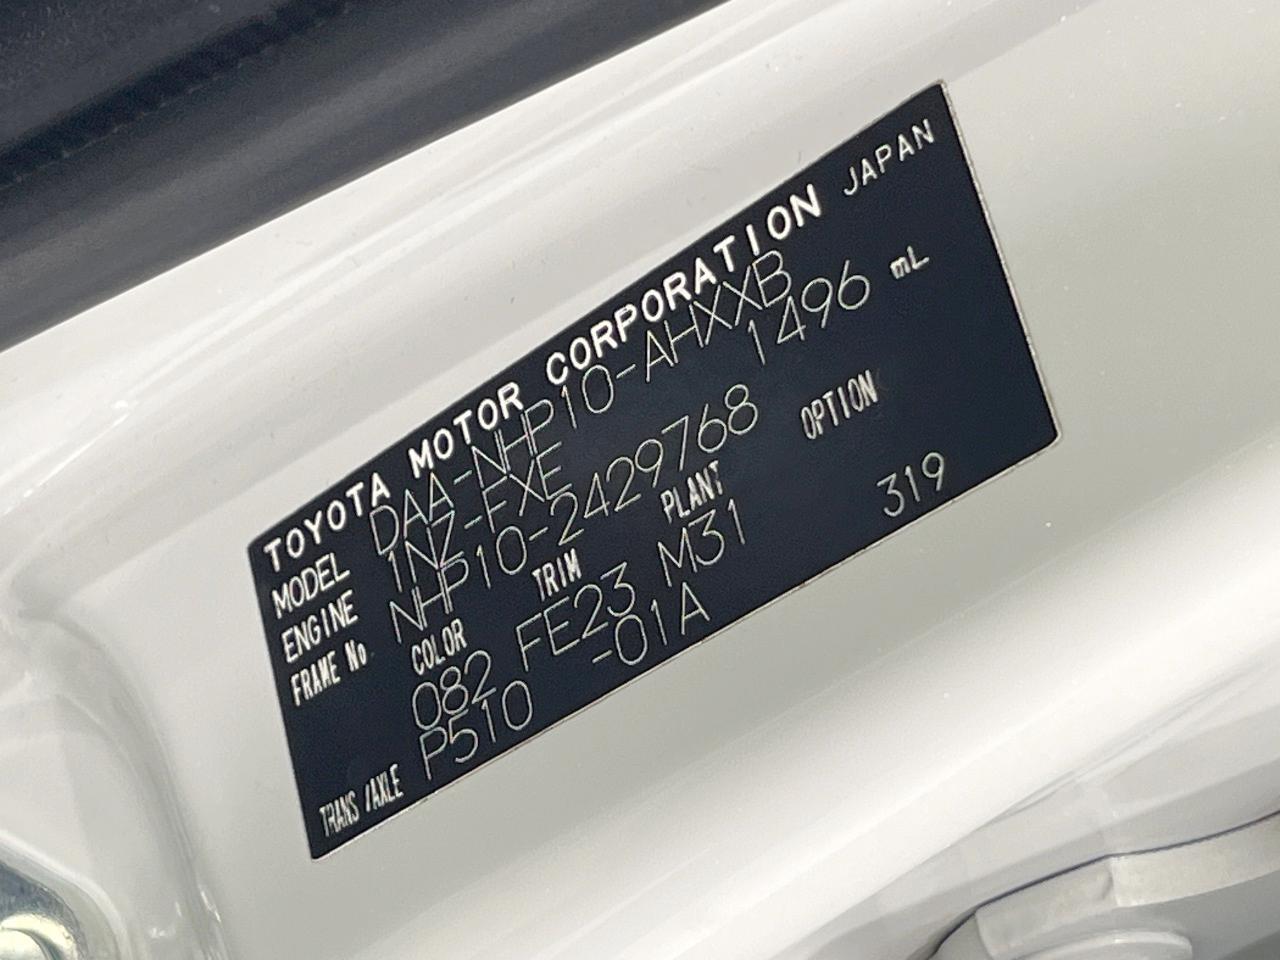 TOYOTA MOTOR CORPORATION JAPAN
MODEL DAA-NHP10-AHXXB
ENGINE 1NZ-FXE 1496 mL
FRAME No NHP10-2429768
COLOR TRIM PLANT OPTION
082 FE23 M31 319
TRANS/AXLE P510 -01A